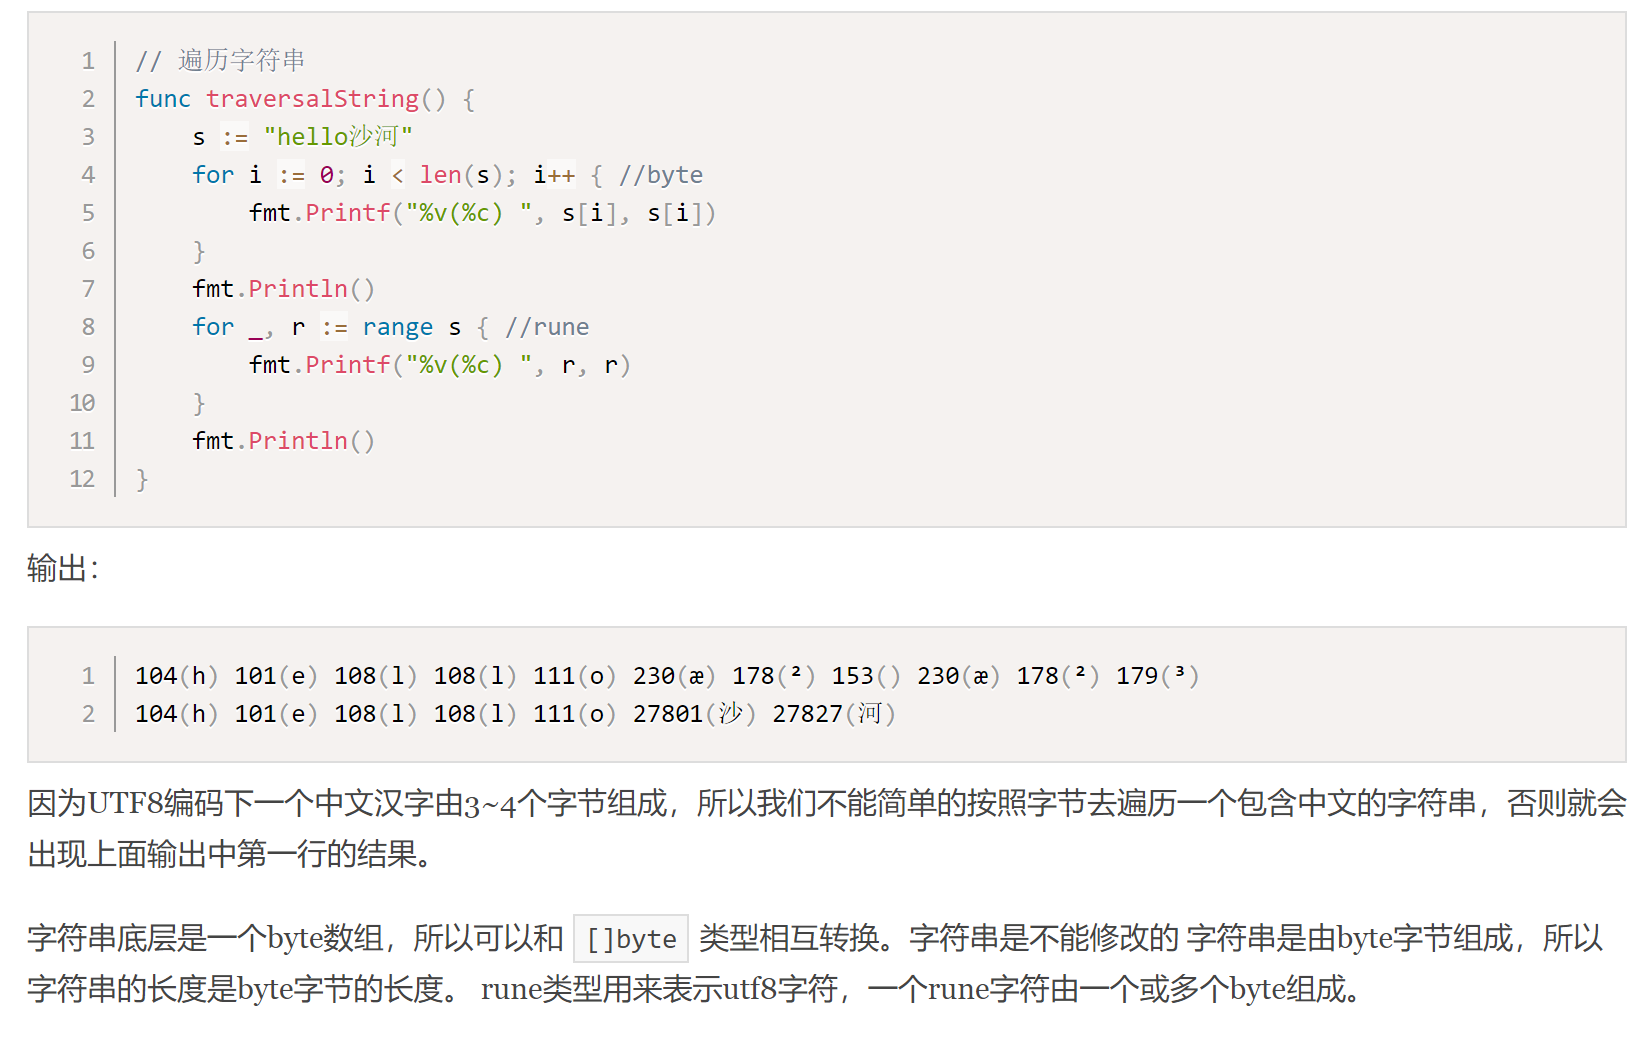 1 // 遍历字符串
2 func traversalString() {
3     s := "hello沙河"
4     for i := 0; i < len(s); i++ { //byte
5         fmt.Printf("%v(%c) ", s[i], s[i])
6     }
7     fmt.Println()
8     for _, r := range s { //rune
9         fmt.Printf("%v(%c) ", r, r)
10     }
11     fmt.Println()
12 }
输出：
1 104(h) 101(e) 108(l) 108(l) 111(o) 230(æ) 178(²) 153() 230(æ) 178(²) 179(³)
2 104(h) 101(e) 108(l) 108(l) 111(o) 27801(沙) 27827(河)
因为UTF8编码下一个中文汉字由3~4个字节组成，所以我们不能简单的按照字节去遍历一个包含中文的字符串，否则就会
出现上面输出中第一行的结果。
字符串底层是一个byte数组，所以可以和 []byte 类型相互转换。字符串是不能修改的 字符串是由byte字节组成，所以
字符串的长度是byte字节的长度。 rune类型用来表示utf8字符，一个rune字符由一个或多个byte组成。